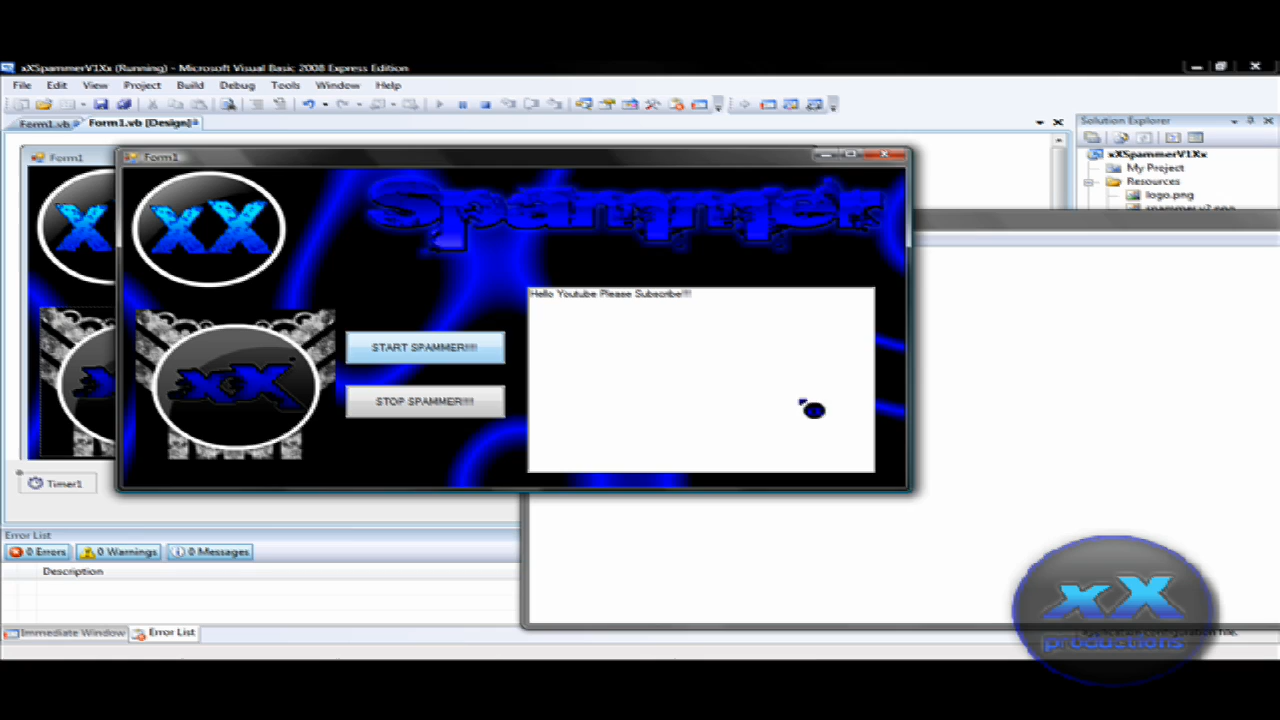 xXSpammerV1Xx (Running) - Microsoft Visual Basic 2008 Express Edition
File Edit View Project Build Debug Tools Window Help
Form1.vb* Form1.vb [Design]*
Solution Explorer
xXSpammerV1Xx
My Project
Resources
logo.png
Form1
Form1
xX
Spammer
Hello Youtube Please Subscribe!!!!
START SPAMMER!!!!
STOP SPAMMER!!!!
xX
Timer1
Error List
0 Errors 0 Warnings 0 Messages
Description
Immediate Window Error List
xX
productions